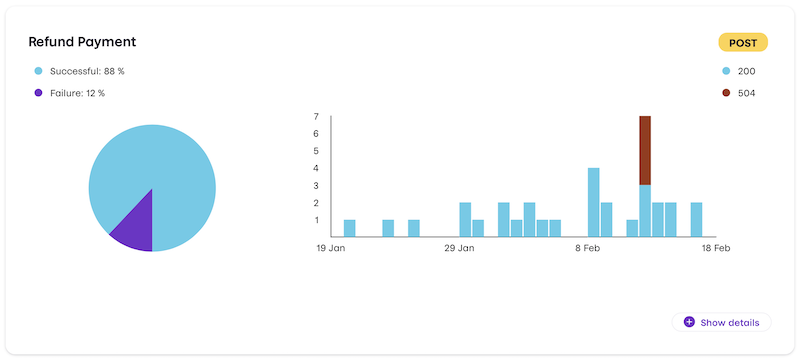 Refund Payment
POST
Successful: 88 %
200
Failure: 12 %
504
7
6
5
4
3
2
1
19 Jan
29 Jan
8 Feb
18 Feb
Show details